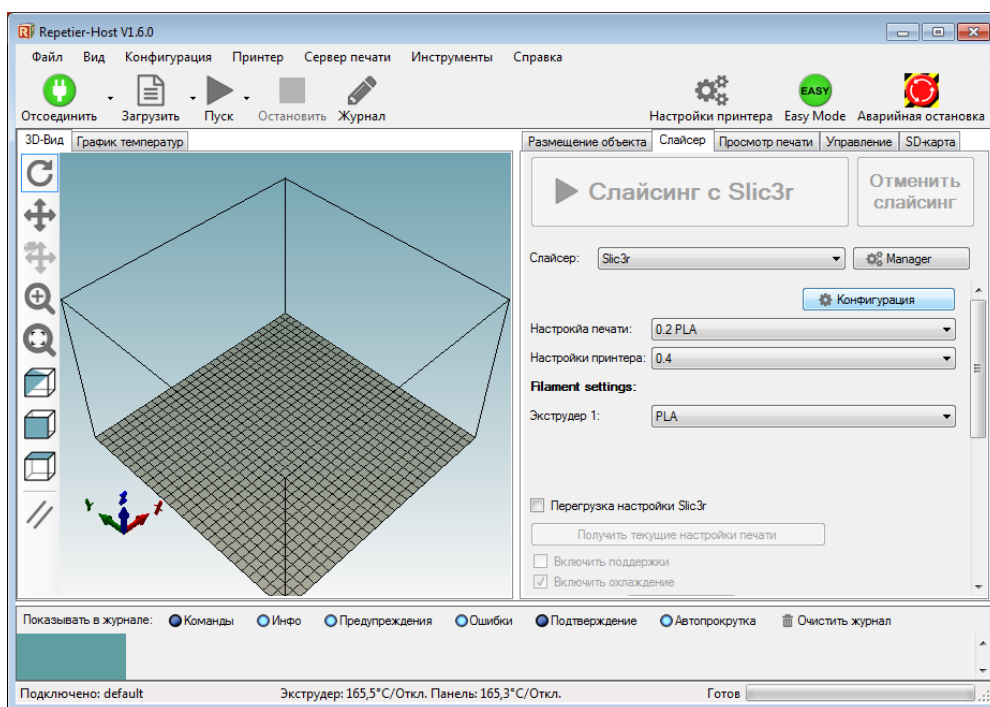 Repetier-Host V1.6.0
Файл Вид Конфигурация Принтер Сервер печати Инструменты Справка
Отсоединить Загрузить Пуск Остановить Журнал Настройки принтера EASY Easy Mode Аварийная остановка
3D-Вид График температур
Размещение объекта Слайсер Просмотр печати Управление SD-карта
Слайсинг с Slic3r
Отменить слайсинг
Слайсер: Slic3r Manager
Конфигурация
Настрокйа печати: 0.2 PLA
Настройки принтера: 0.4
Filament settings:
Экструдер 1: PLA
Перегрузка настройки Slic3r
Получить текущие настройки печати
Включить поддержки
Включить охлаждение
Показывать в журнале: Команды Инфо Предупреждения Ошибки Подтверждение Автопрокрутка Очистить журнал
Подключено: default Экструдер: 165,5°C/Откл. Панель: 165,3°C/Откл. Готов